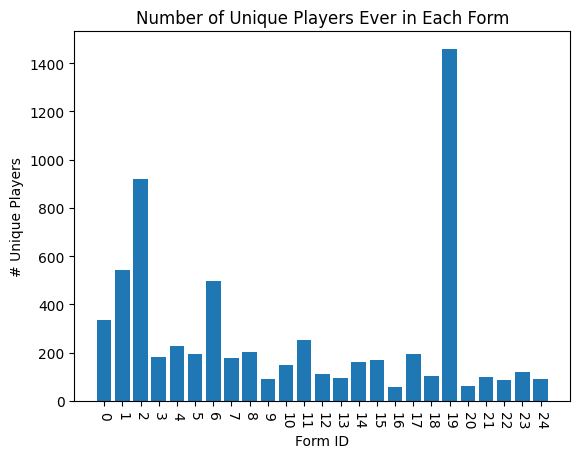 Number of Unique Players Ever in Each Form
# Unique Players
1400
1200
1000
800
600
400
200
0
0 1 2 3 4 5 6 7 8 9 10 11 12 13 14 15 16 17 18 19 20 21 22 23 24
Form ID